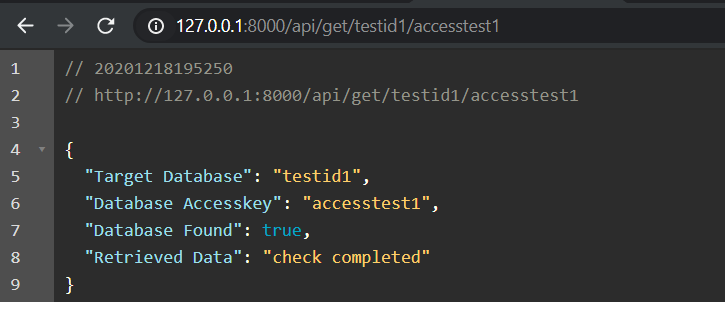 127.0.0.1:8000/api/get/testid1/accesstest1
1 // 20201218195250
2 // http://127.0.0.1:8000/api/get/testid1/accesstest1
3
4 {
5 "Target Database": "testid1",
6 "Database Accesskey": "accesstest1",
7 "Database Found": true,
8 "Retrieved Data": "check completed"
9 }